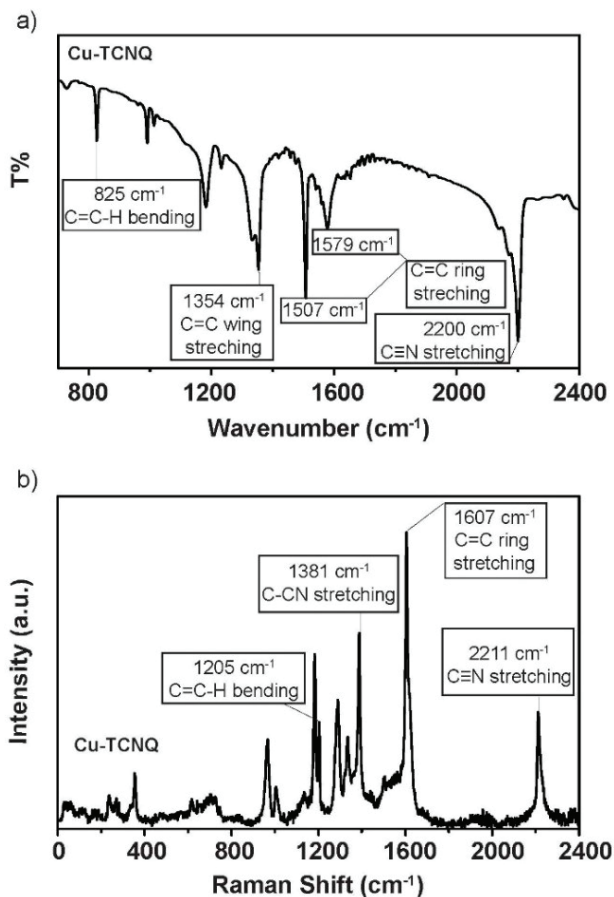 a)
Cu-TCNQ
T%
825 cm⁻¹
C=C-H bending
1354 cm⁻¹
C=C wing
streching
1507 cm⁻¹
1579 cm⁻¹
C=C ring
streching
2200 cm⁻¹
C≡N stretching
800 1200 1600 2000 2400
Wavenumber (cm⁻¹)
b)
1607 cm⁻¹
C=C ring
stretching
1381 cm⁻¹
C-CN stretching
1205 cm⁻¹
C=C-H bending
2211 cm⁻¹
C≡N stretching
Cu-TCNQ
Intensity (a.u.)
0 400 800 1200 1600 2000 2400
Raman Shift (cm⁻¹)